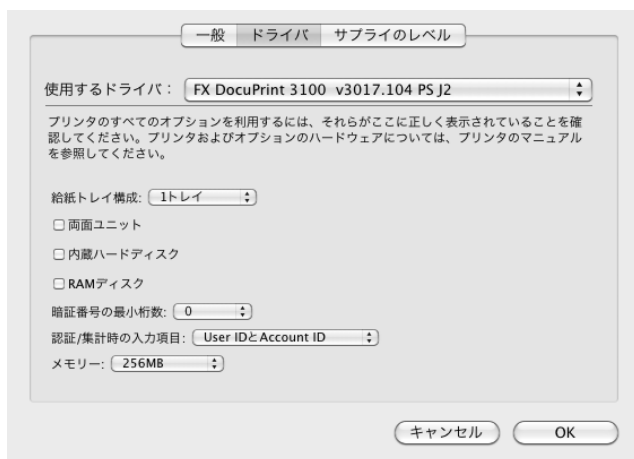 一般 ドライバ サプライのレベル
使用するドライバ： FX DocuPrint 3100 v3017.104 PS J2
プリンタのすべてのオプションを利用するには、それらがここに正しく表示されていることを確
認してください。プリンタおよびオプションのハードウェアについては、プリンタのマニュアル
を参照してください。
給紙トレイ構成: 1トレイ
両面ユニット
内蔵ハードディスク
RAMディスク
暗証番号の最小桁数: 0
認証/集計時の入力項目: User IDとAccount ID
メモリー: 256MB
キャンセル OK